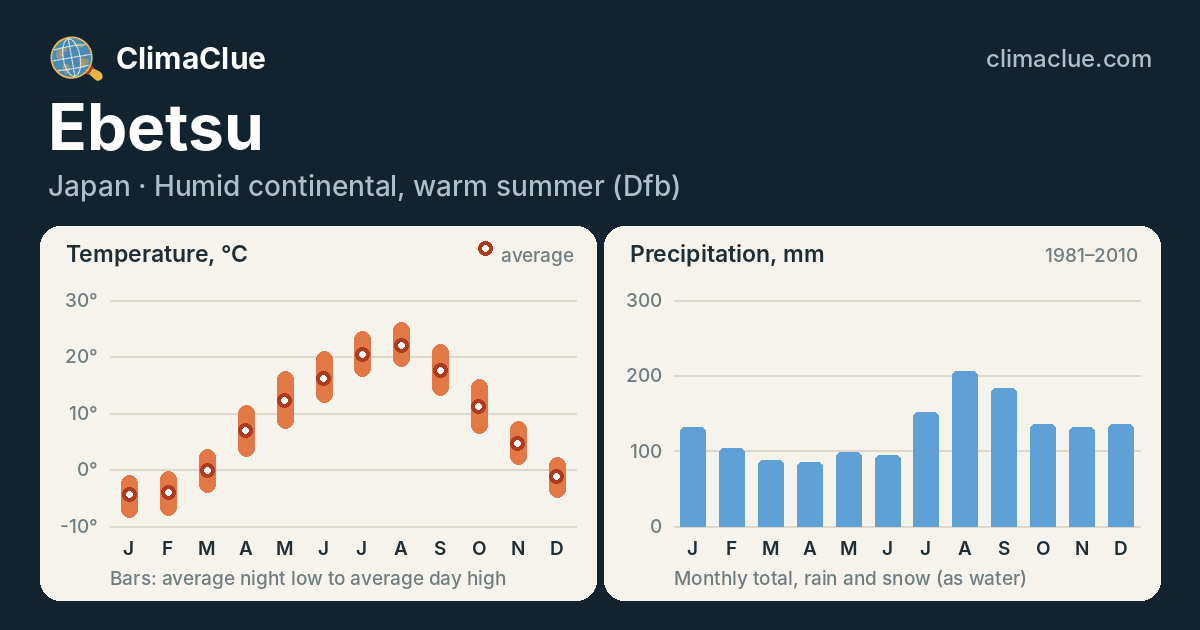 ClimaClue
climaclue.com
Ebetsu
Japan · Humid continental, warm summer (Dfb)
Temperature, °C
average
30°
20°
10°
0°
-10°
J F M A M J J A S O N D
Bars: average night low to average day high
Precipitation, mm
1981–2010
300
200
100
0
J F M A M J J A S O N D
Monthly total, rain and snow (as water)